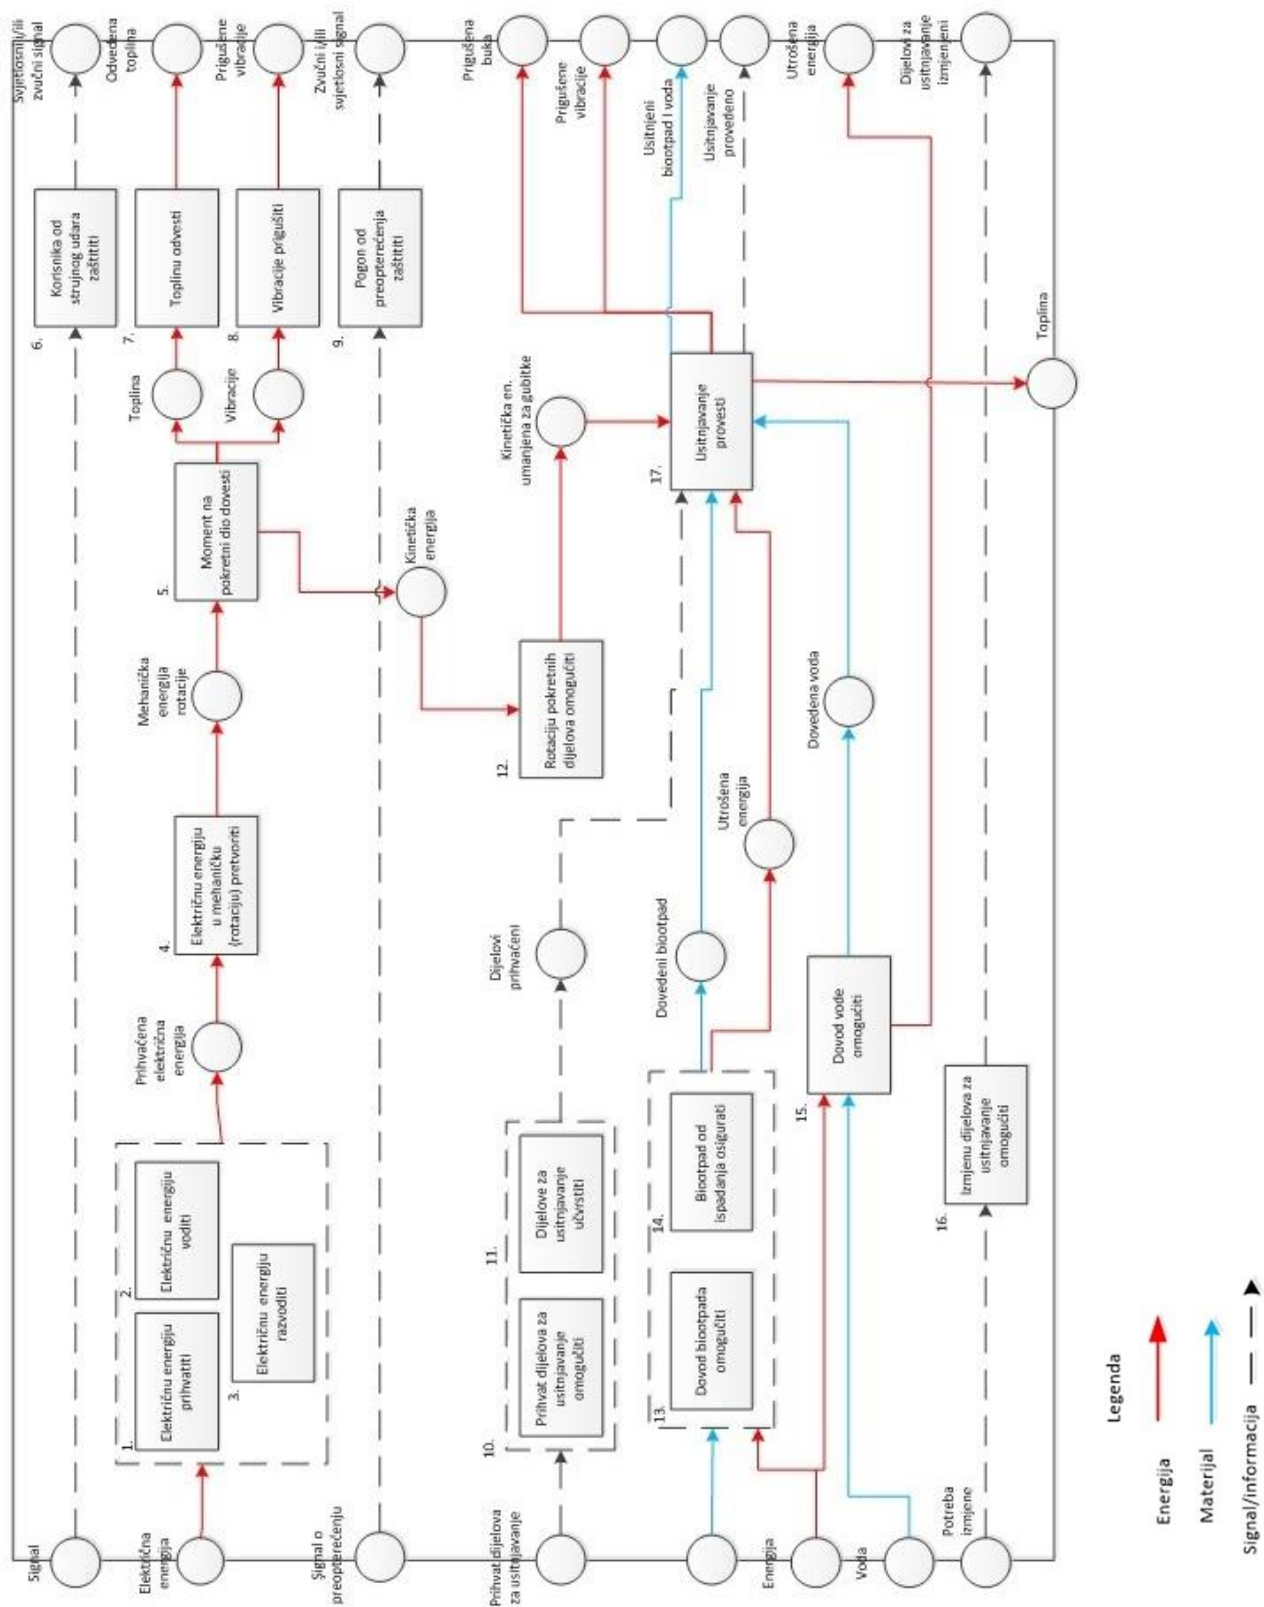 Signal
6.
Korisnika od
strujnog udara
zaštititi
Svjetlosni i/ili
zvučni signal
Električna
energija
1.
Električnu energiju
prihvatiti
2.
Električnu energiju
voditi
3.
Električnu energiju
razvoditi
Prihvaćena
električna
energija
4.
Električnu energiju
u mehaničku
(rotaciju) pretvoriti
Mehanička
energija
rotacije
5.
Moment na
pokretni dio dovesti
Toplina
7.
Toplinu odvesti
Odvedena
toplina
Vibracije
8.
Vibracije prigušiti
Prigušene
vibracije
Signal o
preopterećenju
9.
Pogon od
preopterećenja
zaštititi
Zvučni i/ili
svjetlosni signal
Kinetička
energija
12.
Rotaciju pokretnih
dijelova omogućiti
Kinetička en.
umanjena za gubitke
Prihvat dijelova
za usitnjavanje
10.
Prihvat dijelova za
usitnjavanje
omogućiti
11.
Dijelove za
usitnjavanje
učvrstiti
Dijelovi
prihvaćeni
13.
Dovod biootpada
omogućiti
14.
Biootpad od
ispadanja osigurati
Dovedeni biootpad
Utrošena
energija
17.
Usitnjavanje
provesti
Prigušena
buka
Prigušene
vibracije
Usitnjeni
biootpad I voda
Usitnjavanje
provedeno
Energija
Voda
15.
Dovod vode
omogućiti
Dovedena voda
Utrošena
energija
Potreba
izmjene
16.
Izmjenu dijelova za
usitnjavanje
omogućiti
Dijelovi za
usitnjavanje
izmjenjeni
Toplina
Legenda
Energija
Materijal
Signal/informacija